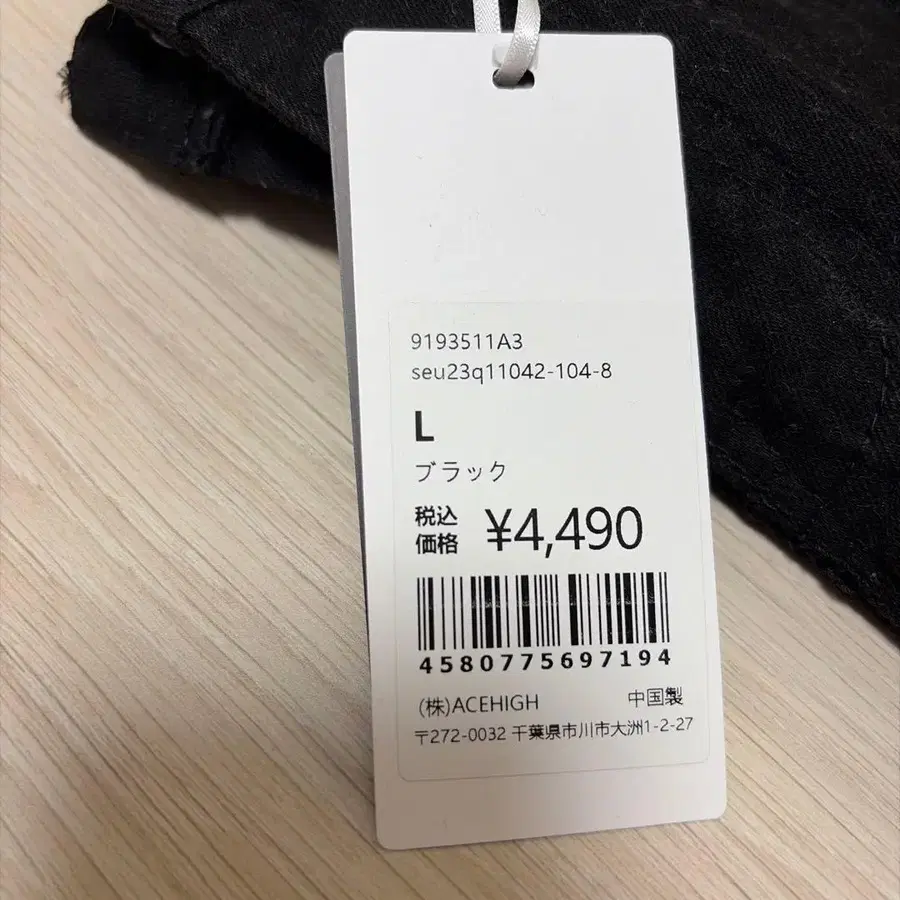 9193511A3
seu23q11042-104-8
L
ブラック
税込
価格 ¥4,490
4580775697194
(株)ACEHIGH 中国製
〒272-0032 千葉県市川市大洲1-2-27